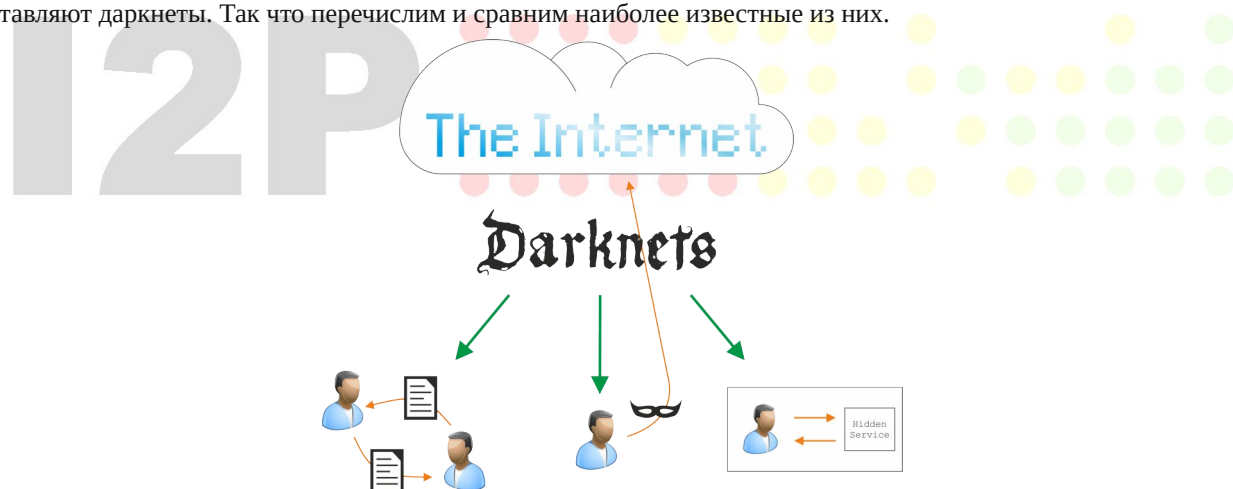 тавляют даркнеты. Так что перечислим и сравним наиболее известные из них.
I2P
The Internet
Darknets
Hidden
Service